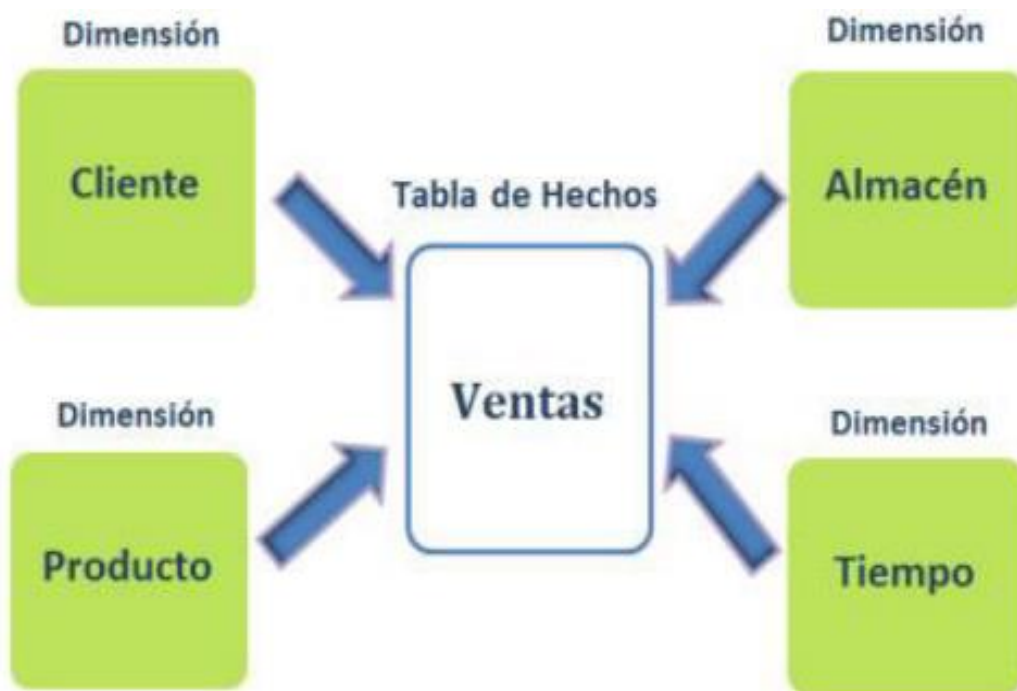 Dimensión
Cliente
Dimensión
Almacén
Tabla de Hechos
Ventas
Dimensión
Producto
Dimensión
Tiempo